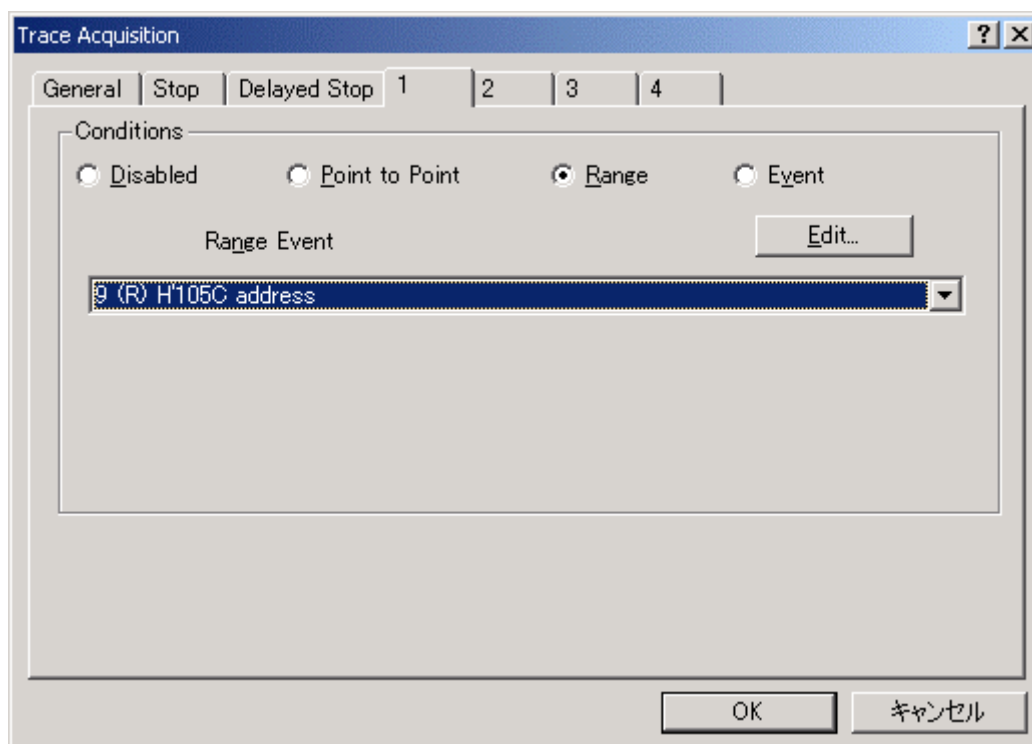 Trace Acquisition
General Stop Delayed Stop 1 2 3 4
Conditions
Disabled Point to Point Range Event
Range Event Edit...
9 (R) H'105C address
OK キャンセル